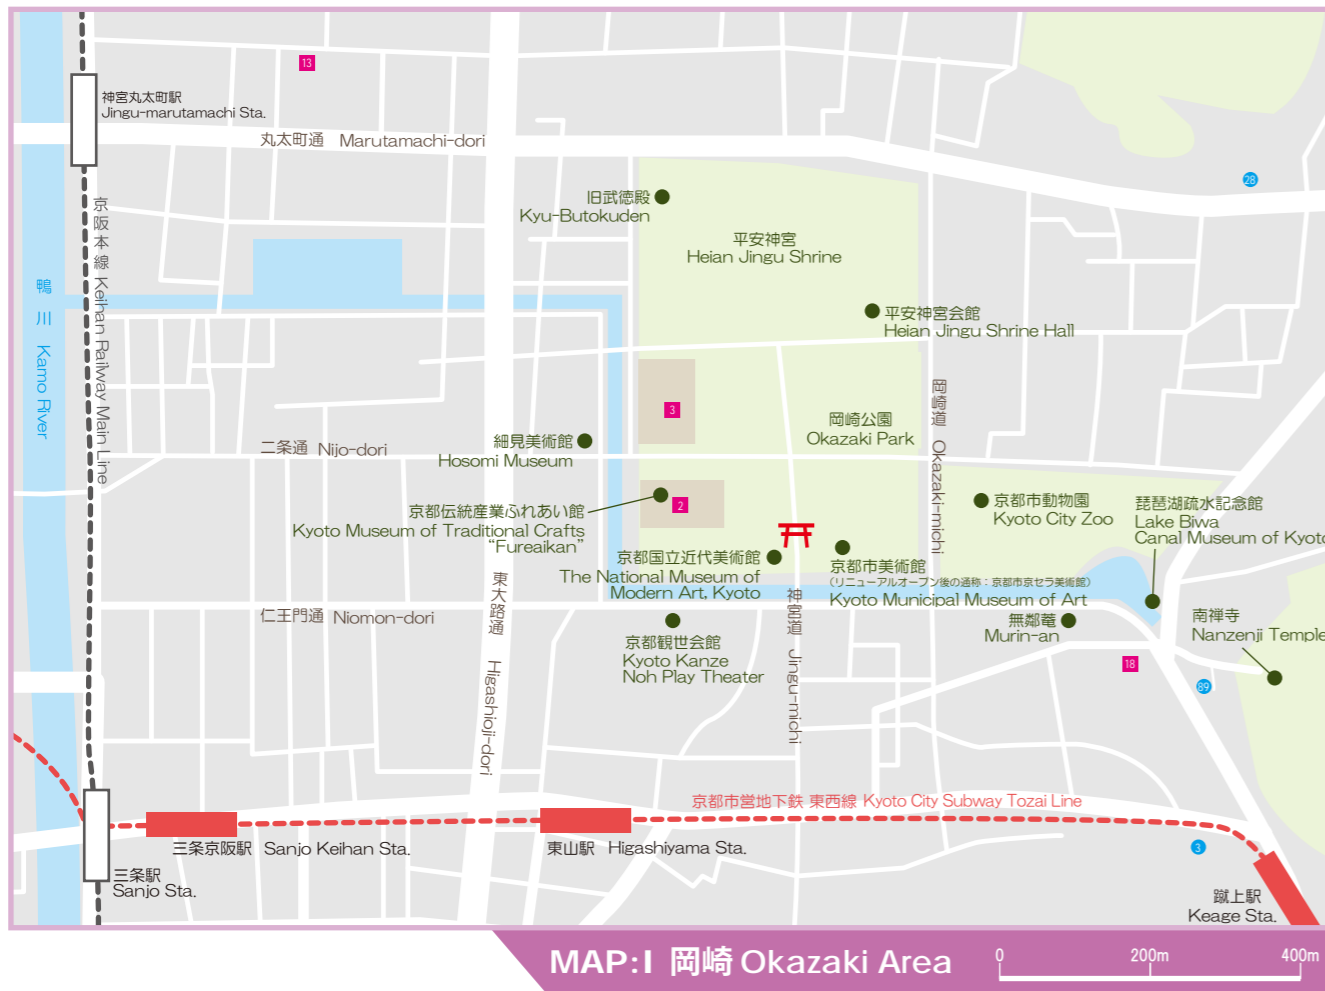 13
神宮丸太町駅
Jingu-marutamachi Sta.
丸太町通 Marutamachi-dori
28
旧武徳殿
Kyu-Butokuden
平安神宮
Heian Jingu Shrine
京阪本線 Keihan Railway Main Line
鴨川 Kamo River
平安神宮会館
Heian Jingu Shrine Hall
3
岡崎公園
Okazaki Park
岡崎道 Okazaki-michi
二条通 Nijo-dori
細見美術館
Hosomi Museum
京都伝統産業ふれあい館
Kyoto Museum of Traditional Crafts
“Fureaikan”
2
京都市動物園
Kyoto City Zoo
琵琶湖疏水記念館
Lake Biwa
Canal Museum of Kyoto
京都国立近代美術館
The National Museum of
Modern Art, Kyoto
京都市美術館
（リニューアルオープン後の通称：京都市京セラ美術館）
Kyoto Municipal Museum of Art
東大路通 Higashioji-dori
神宮道 Jingu-michi
仁王門通 Niomon-dori
無鄰菴
Murin-an
南禅寺
Nanzenji Temple
京都観世会館
Kyoto Kanze
Noh Play Theater
18
89
京都市営地下鉄 東西線 Kyoto City Subway Tozai Line
三条京阪駅 Sanjo Keihan Sta.
東山駅 Higashiyama Sta.
3
三条駅
Sanjo Sta.
蹴上駅
Keage Sta.
MAP:I 岡崎 Okazaki Area
0 200m 400m